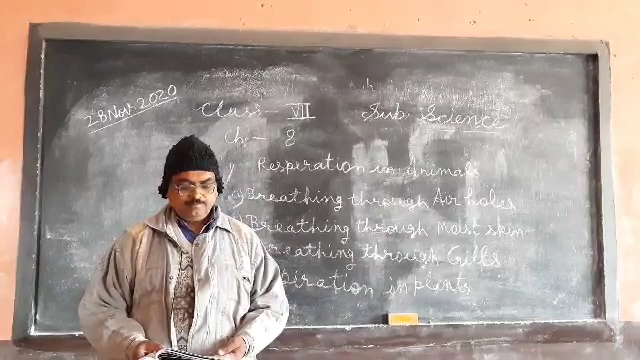 28 Nov. 2020
Class - VII Sub Science
Ch - 8
Respiration in Animals
Breathing through Air holes
Breathing through Moist skin
reathing through Gills
piration in plants